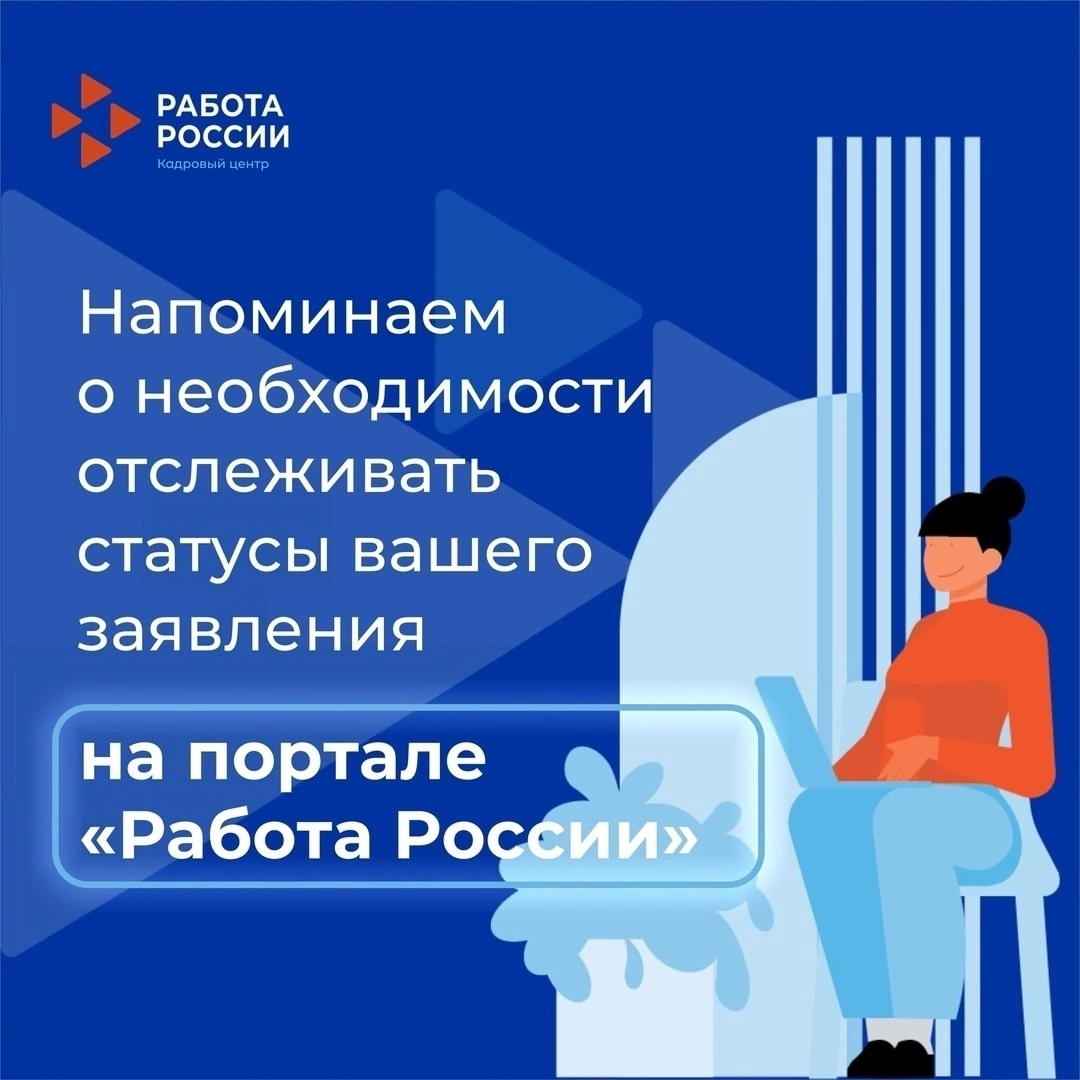 РАБОТА
РОССИИ
Кадровый центр
Напоминаем
о необходимости
отслеживать
статусы вашего
заявления
на портале
«Работа России»